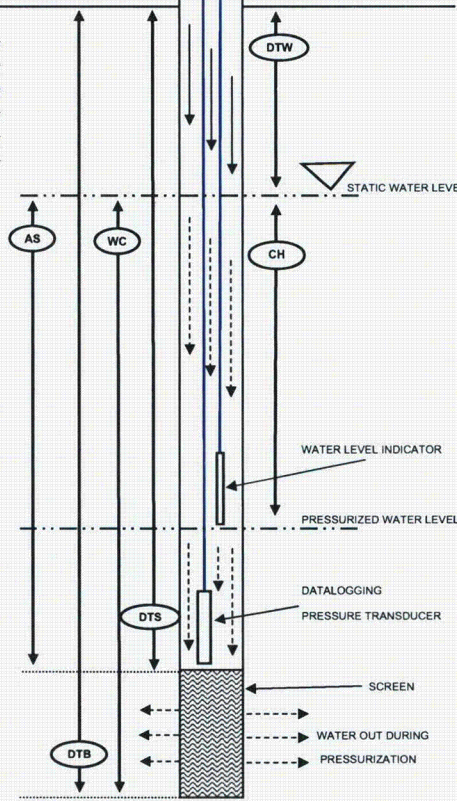 DTW
STATIC WATER LEVE
AS
WC
CH
WATER LEVEL INDICATOR
PRESSURIZED WATER LEVEL
DATALOGGING
PRESSURE TRANSDUCER
DTS
SCREEN
WATER OUT DURING
PRESSURIZATION
DTB